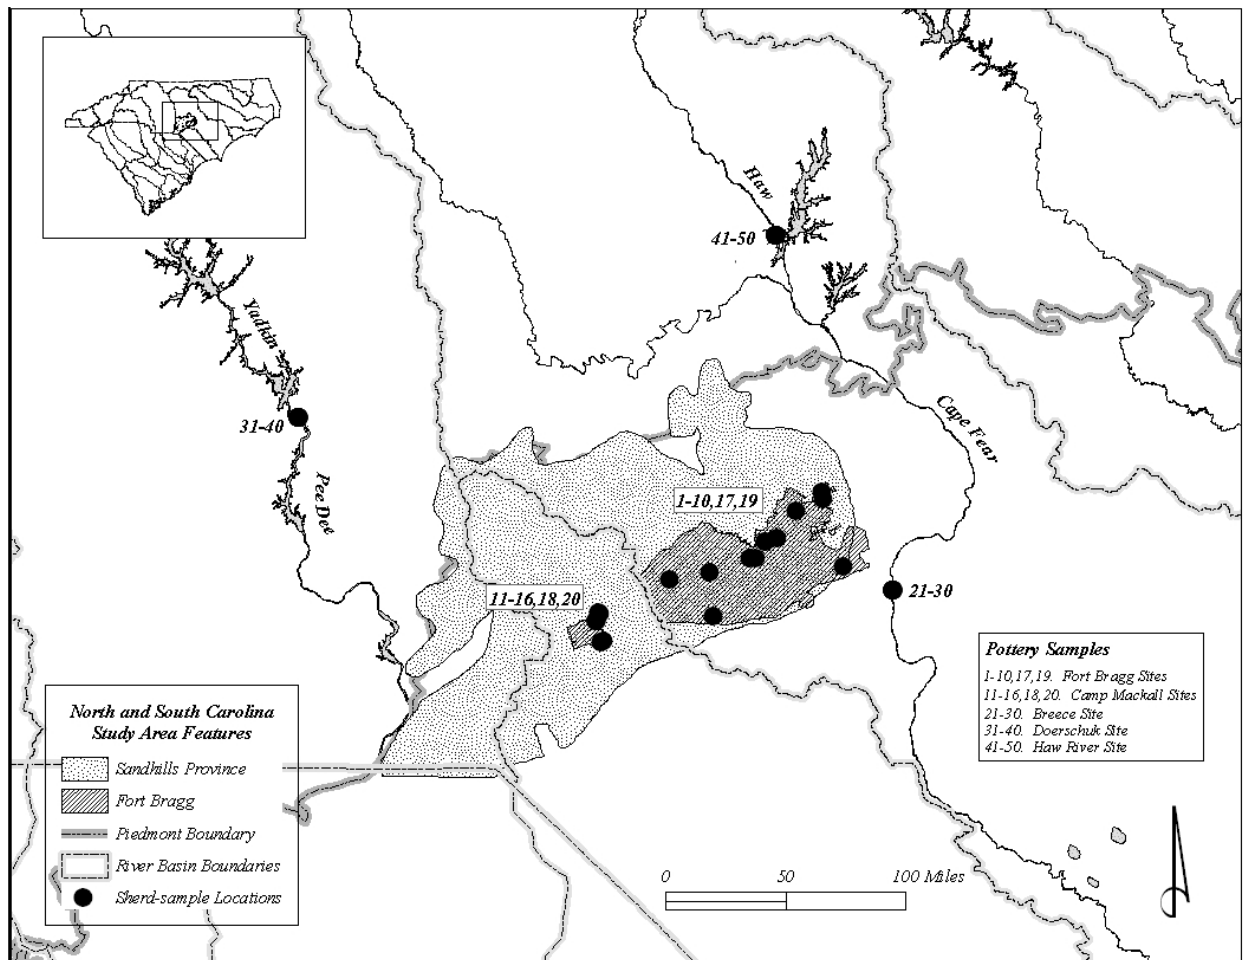 Haw
41-50
Yadkin
31-40
Cape Fear
Pee Dee
1-10,17,19
11-16,18,20
21-30
Pottery Samples
1-10,17,19. Fort Bragg Sites
11-16,18,20. Camp Mackall Sites
21-30. Breece Site
31-40. Doerschuk Site
41-50. Haw River Site
North and South Carolina
Study Area Features
Sandhills Province
Fort Bragg
Piedmont Boundary
River Basin Boundaries
Sherd-sample Locations
0 50 100 Miles